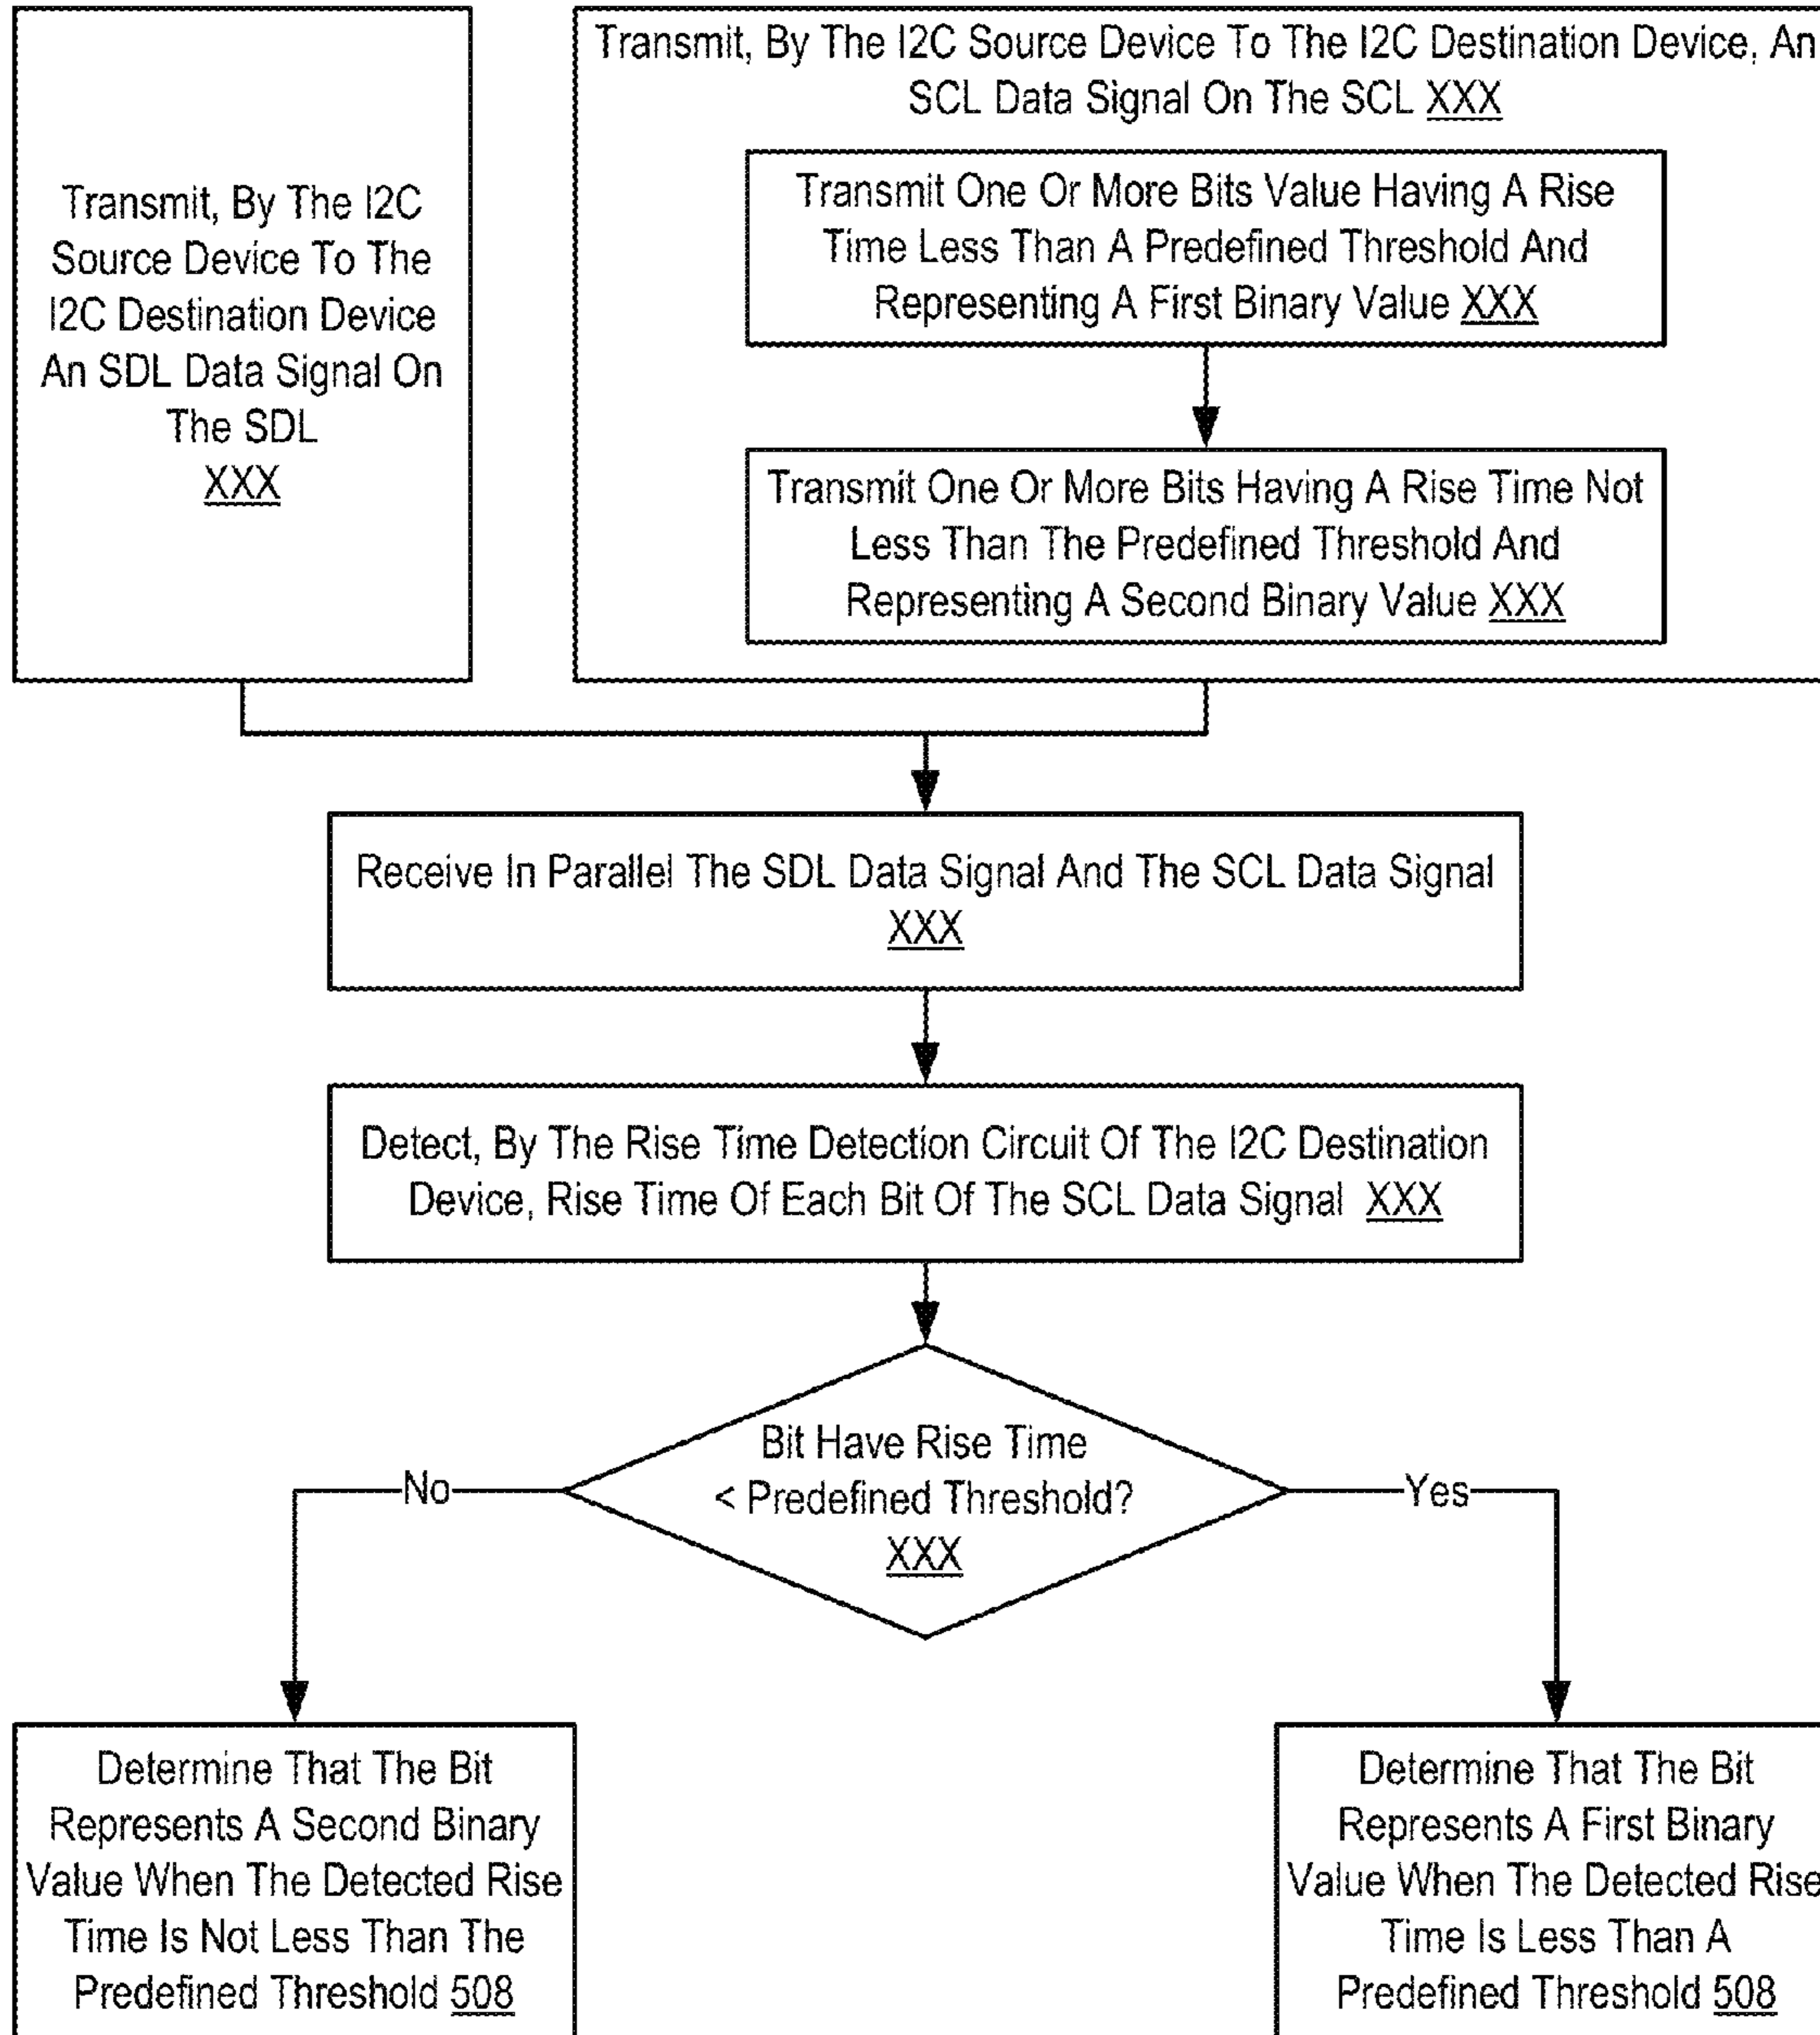 Transmit, By The I2C
Source Device To The
I2C Destination Device
An SDL Data Signal On
The SDL
XXX
Transmit, By The I2C Source Device To The I2C Destination Device, An
SCL Data Signal On The SCL XXX
Transmit One Or More Bits Value Having A Rise
Time Less Than A Predefined Threshold And
Representing A First Binary Value XXX
Transmit One Or More Bits Having A Rise Time Not
Less Than The Predefined Threshold And
Representing A Second Binary Value XXX
Receive In Parallel The SDL Data Signal And The SCL Data Signal
XXX
Detect, By The Rise Time Detection Circuit Of The I2C Destination
Device, Rise Time Of Each Bit Of The SCL Data Signal XXX
Bit Have Rise Time
< Predefined Threshold?
XXX
No
Yes
Determine That The Bit
Represents A Second Binary
Value When The Detected Rise
Time Is Not Less Than The
Predefined Threshold 508
Determine That The Bit
Represents A First Binary
Value When The Detected Rise
Time Is Less Than A
Predefined Threshold 508